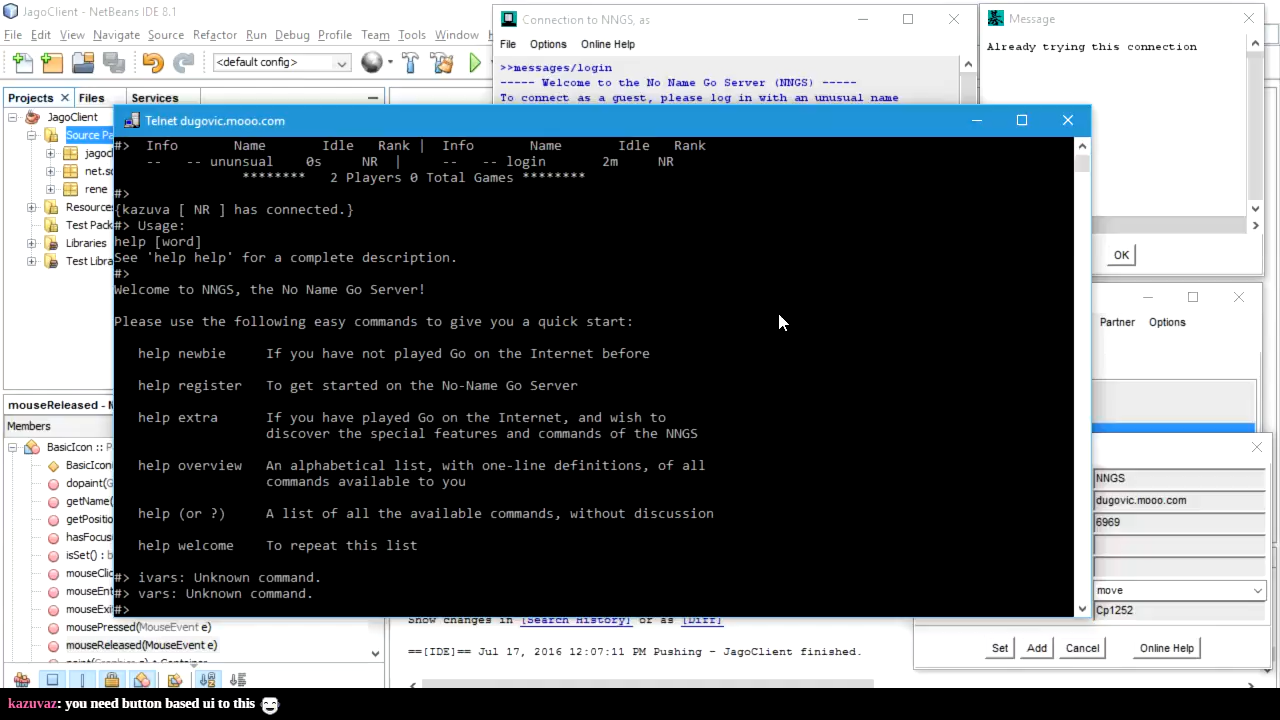 JagoClient - NetBeans IDE 8.1
File Edit View Navigate Source Refactor Run Debug Profile Team Tools Window
<default config>
Projects Files Services
JagoClient
Source Pa
jagocl
net.so
rene
Resources
Test Pack
Libraries
Test Libra
mouseReleased - N
Members
BasicIcon :: P
BasicIc
dopaint(G
getName(
getPositio
hasFocus
isSet() : b
mouseClic
mouseEnt
mouseExi
mousePressed(MouseEvent e)
mouseReleased(MouseEvent e)
Connection to NNGS, as
File Options Online Help
>>messages/login
----- Welcome to the No Name Go Server (NNGS) -----
To connect as a guest, please log in with an unusual name
Message
Already trying this connection
OK
Telnet dugovic.mooo.com
#> Info Name Idle Rank | Info Name Idle Rank
-- -- ununsual 0s NR | -- -- login 2m NR
******** 2 Players 0 Total Games ********
#>
{kazuva [ NR ] has connected.}
#> Usage:
help [word]
See 'help help' for a complete description.
#>
Welcome to NNGS, the No Name Go Server!
Please use the following easy commands to give you a quick start:
help newbie If you have not played Go on the Internet before
help register To get started on the No-Name Go Server
help extra If you have played Go on the Internet, and wish to
discover the special features and commands of the NNGS
help overview An alphabetical list, with one-line definitions, of all
commands available to you
help (or ?) A list of all the available commands, without discussion
help welcome To repeat this list
#> ivars: Unknown command.
#> vars: Unknown command.
#>
Partner Options
NNGS
dugovic.mooo.com
6969
move
Cp1252
Set Add Cancel Online Help
Show changes in [Search History] or as [Diff]
==[IDE]== Jul 17, 2016 12:07:11 PM Pushing - JagoClient finished.
kazuvaz: you need button based ui to this